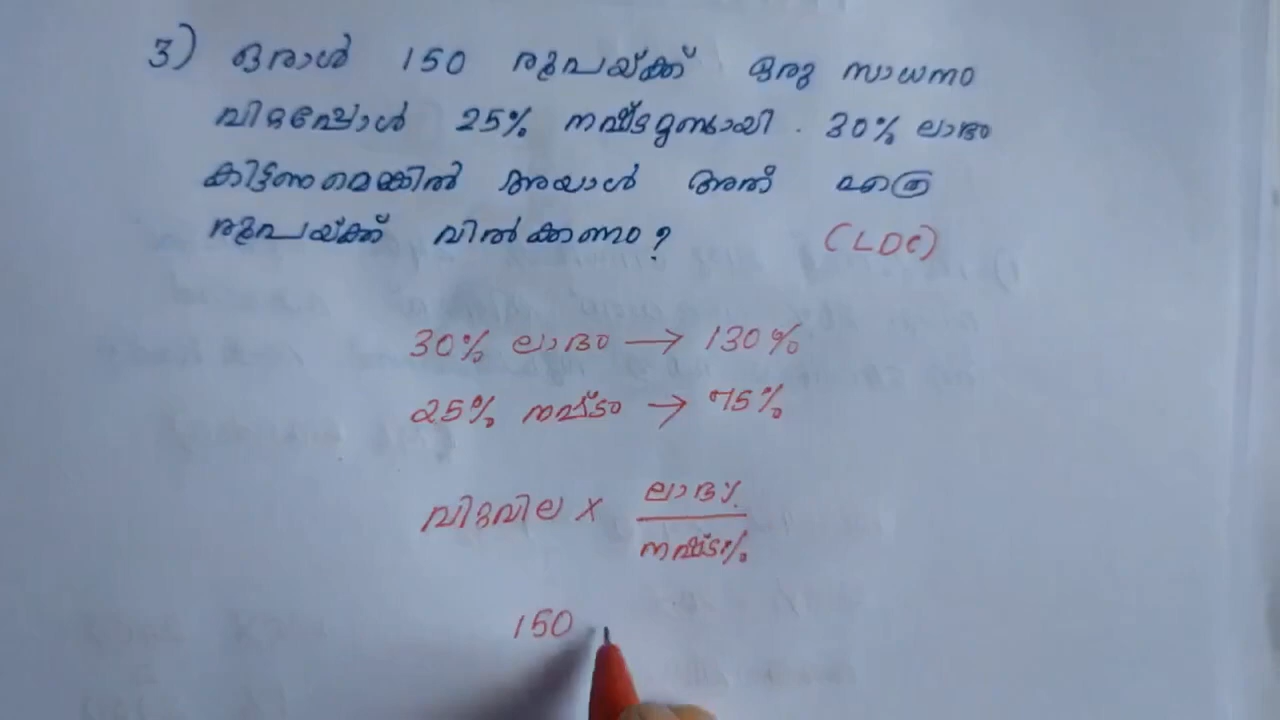 3) ഒരാൾ 150 രൂപയ്ക്ക് ഒരു സാധനം
വിറ്റപ്പോൾ 25% നഷ്ടമുണ്ടായി. 30% ലാഭം
കിട്ടണമെങ്കിൽ അയാൾ അത് എത്ര
രൂപയ്ക്ക് വിൽക്കണം? (LDC)
30% ലാഭം → 130%
25% നഷ്ടം → 75%
വിറ്റവില × ലാഭ%
നഷ്ട%
150